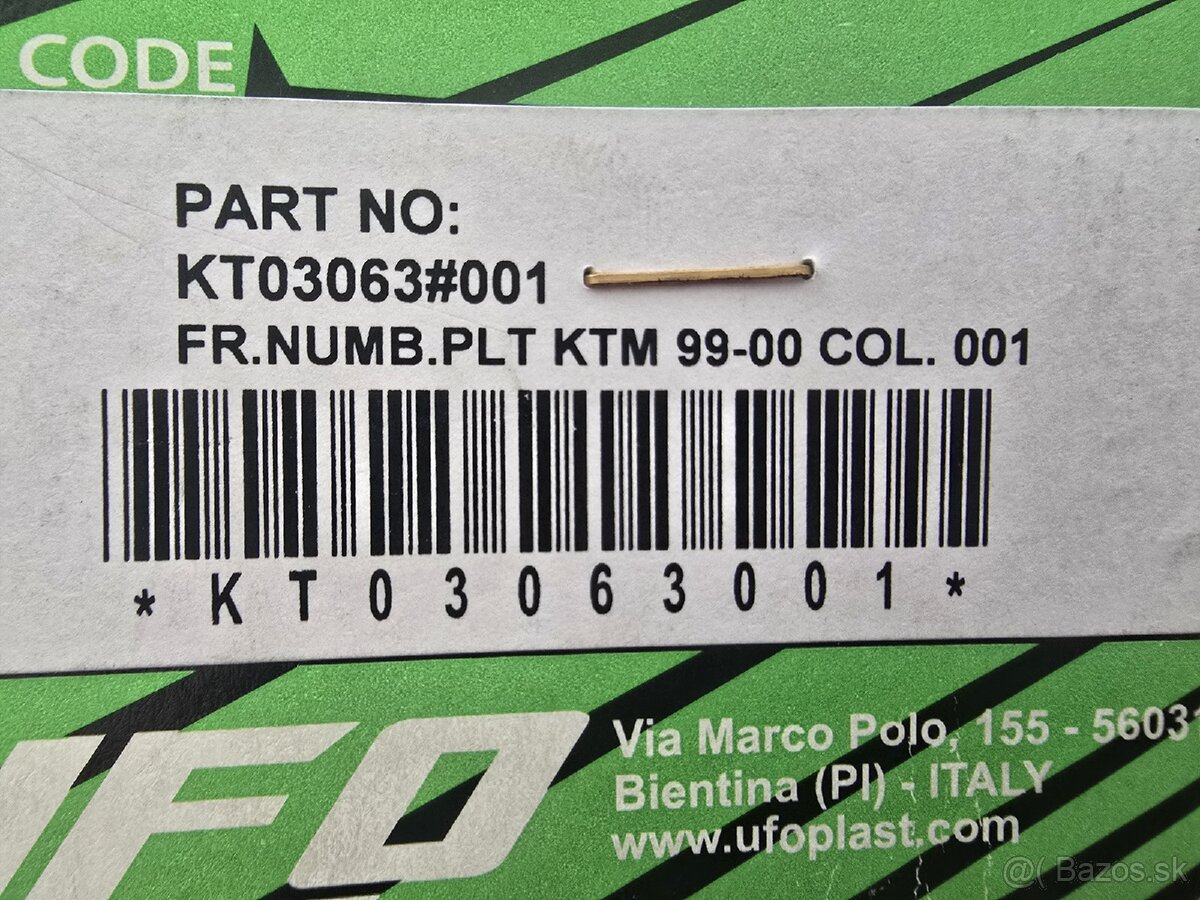 CODE
PART NO:
KT03063#001
FR.NUMB.PLT KTM 99-00 COL. 001
*KT03063001*
UFO
Via Marco Polo, 155 - 56031
Bientina (PI) - ITALY
www.ufoplast.com
@( Bazos.sk